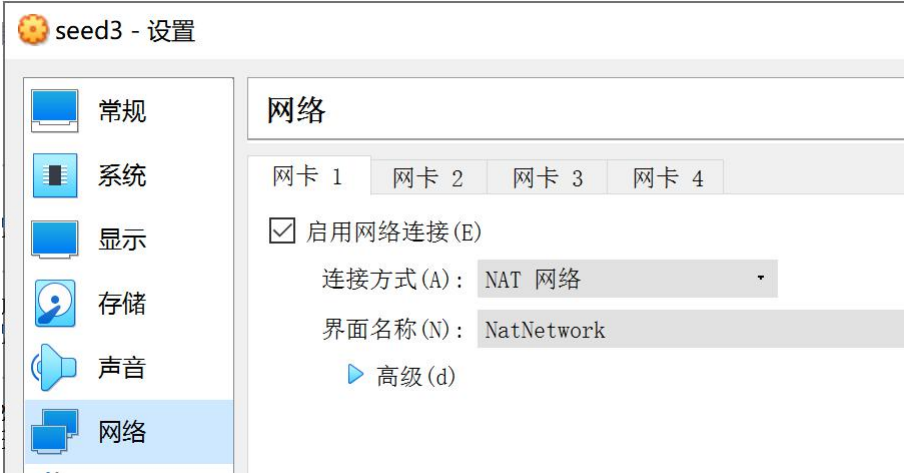 seed3 - 设置
常规
系统
显示
存储
声音
网络
网络
网卡 1 网卡 2 网卡 3 网卡 4
启用网络连接(E)
连接方式(A): NAT 网络
界面名称(N): NatNetwork
高级(d)